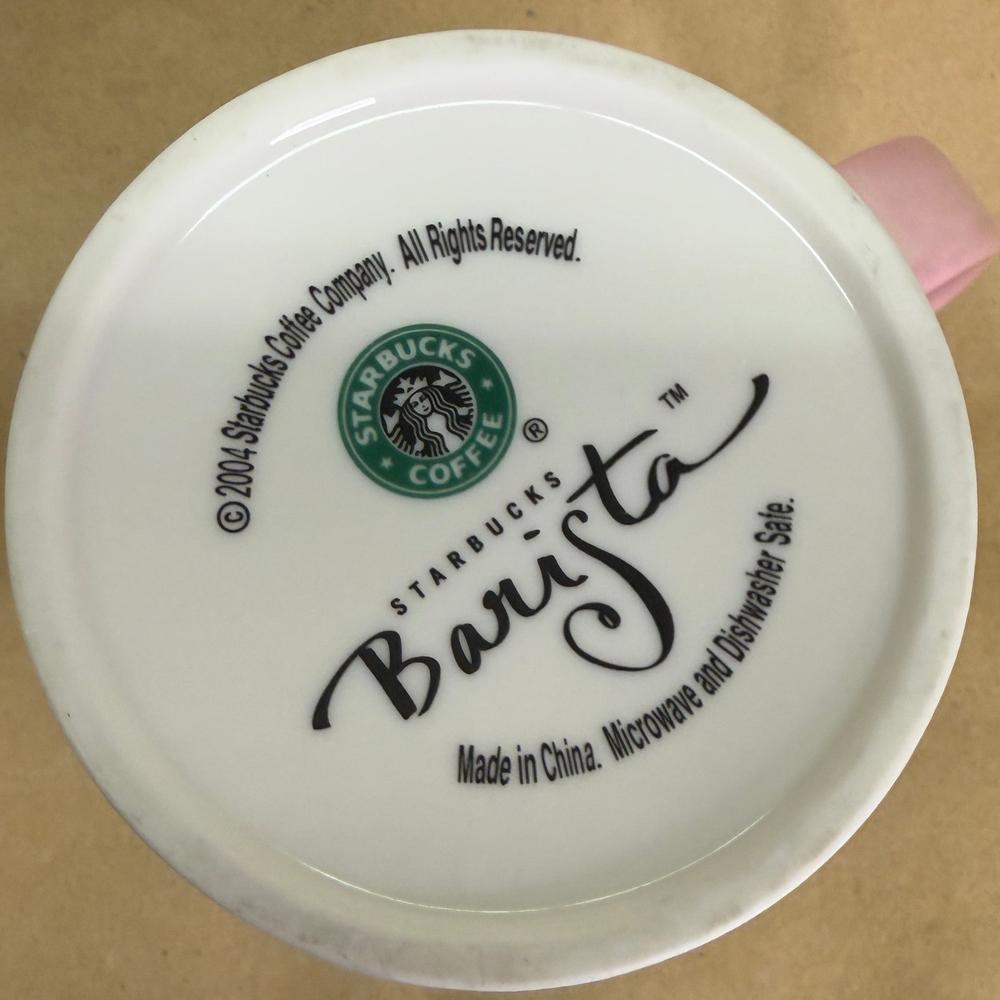 © 2004 Starbucks Coffee Company. All Rights Reserved.
STARBUCKS
COFFEE
®
STARBUCKS
Barista ™
Made in China. Microwave and Dishwasher Safe.